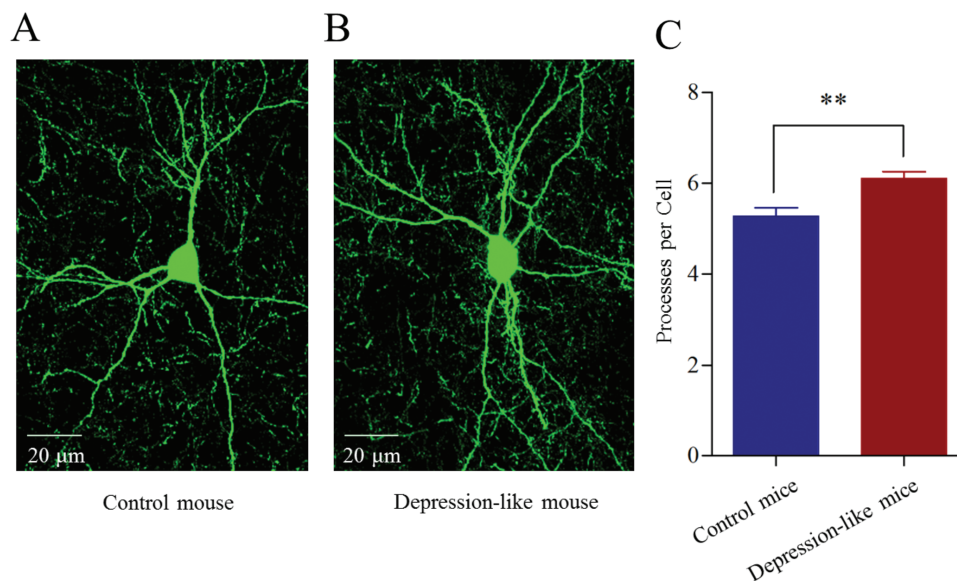 A
B
C
20 μm
20 μm
Control mouse
Depression-like mouse
**
8
6
4
2
0
Processes per Cell
Control mice
Depression-like mice